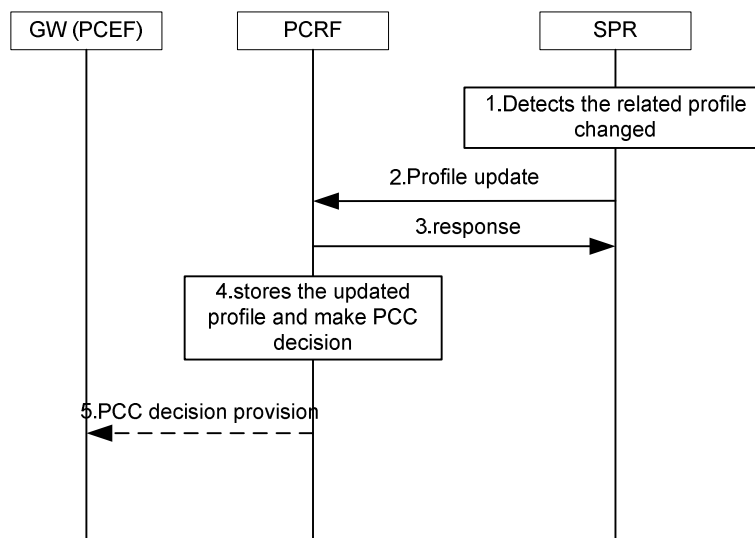 GW (PCEF)
PCRF
SPR
1.Detects the related profile
changed
2.Profile update
3.response
4.stores the updated
profile and make PCC
decision
5.PCC decision provision